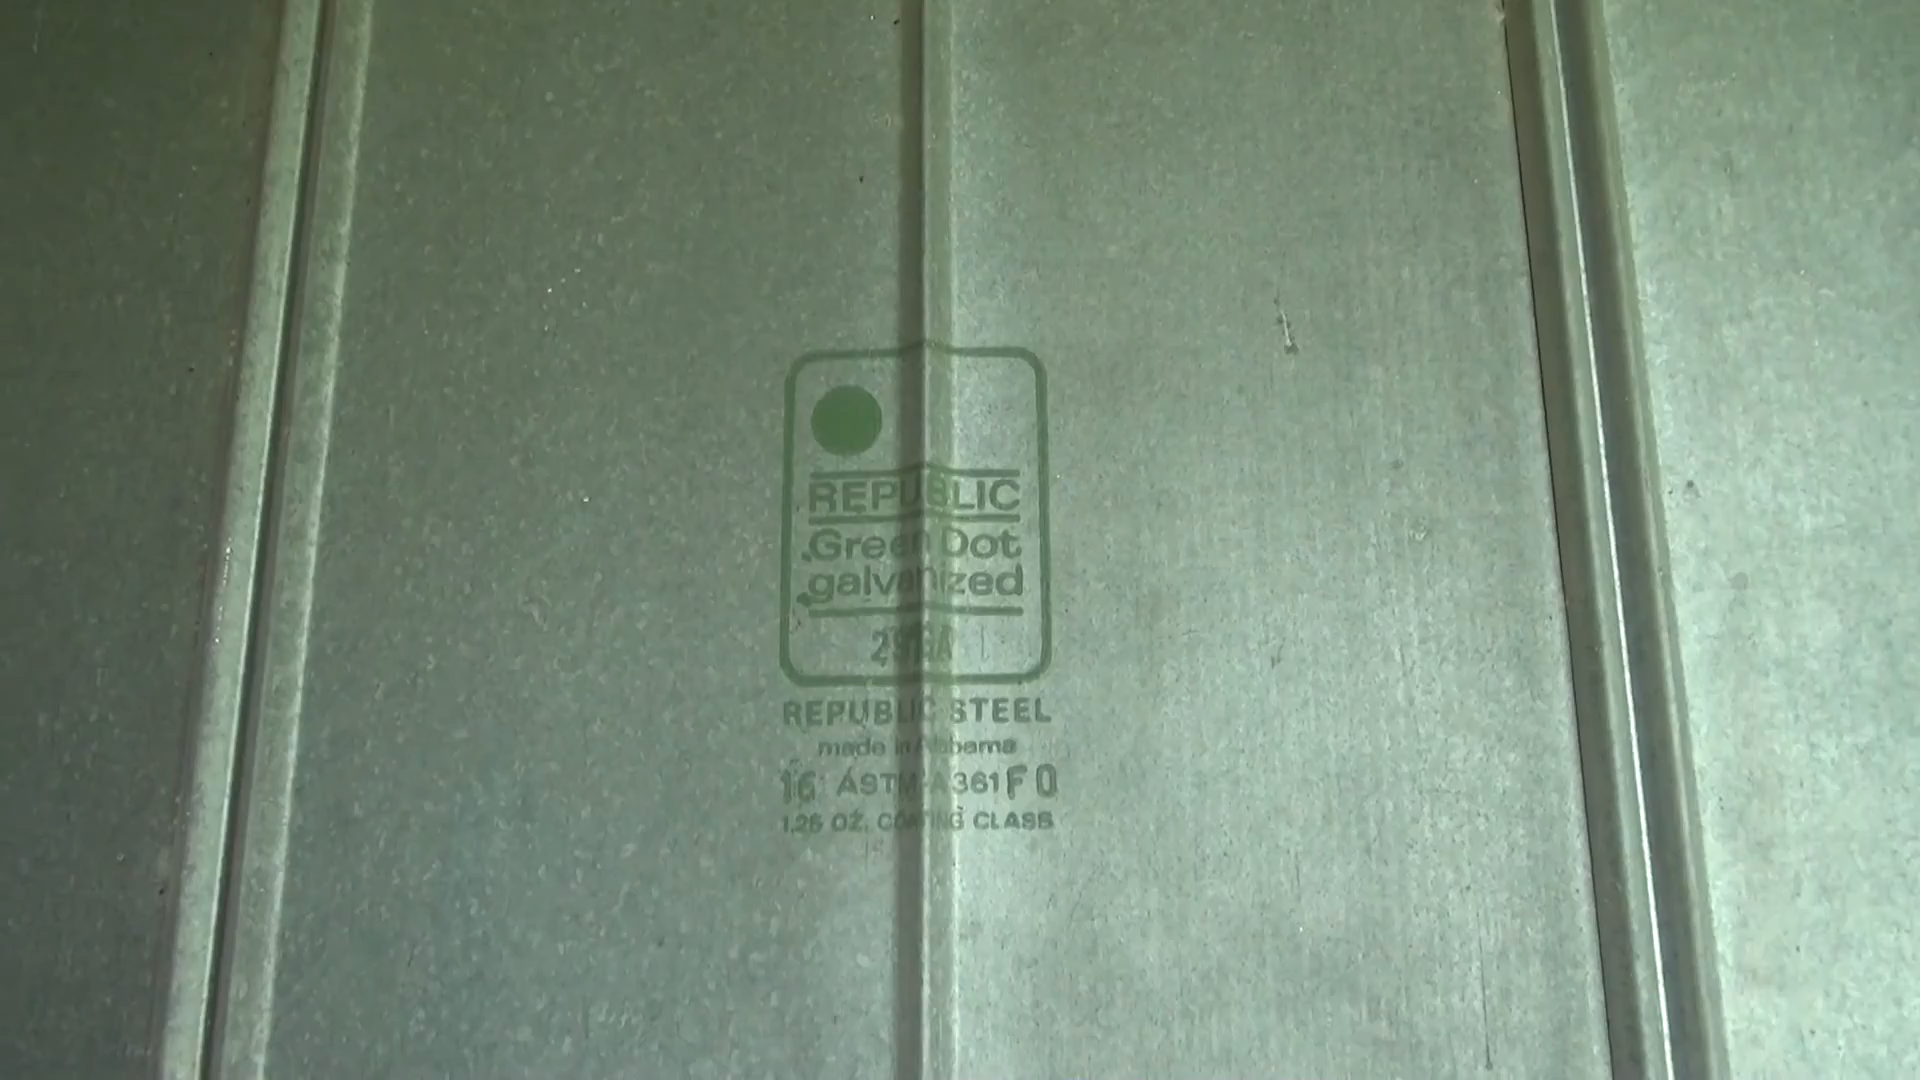 REPUBLIC
Green Dot
galvanized
REPUBLIC STEEL
made in Alabama
16 ASTM-A361 F 0
1.25 OZ. COATING CLASS